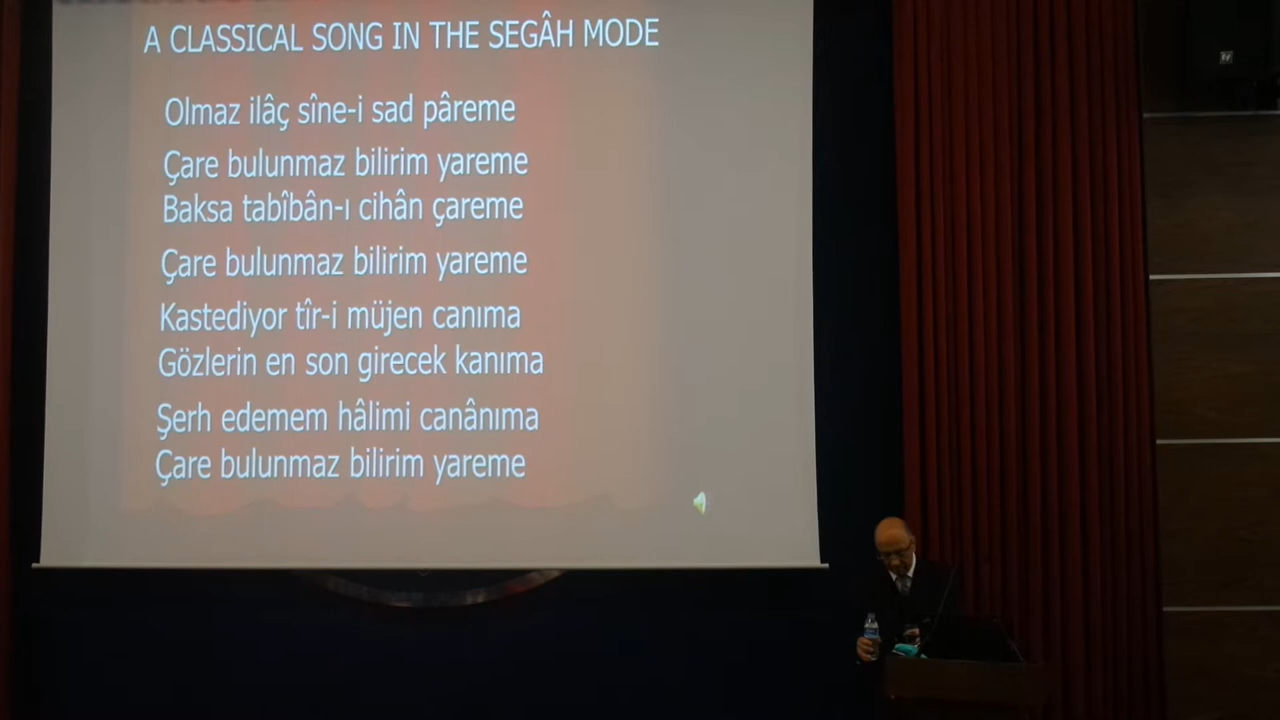 A CLASSICAL SONG IN THE SEGÂH MODE
Olmaz ilâç sîne-i sad pâreme
Çare bulunmaz bilirim yareme
Baksa tabîbân-ı cihân çareme
Çare bulunmaz bilirim yareme
Kastediyor tîr-i müjen canıma
Gözlerin en son girecek kanıma
Şerh edemem hâlimi canânıma
Çare bulunmaz bilirim yareme